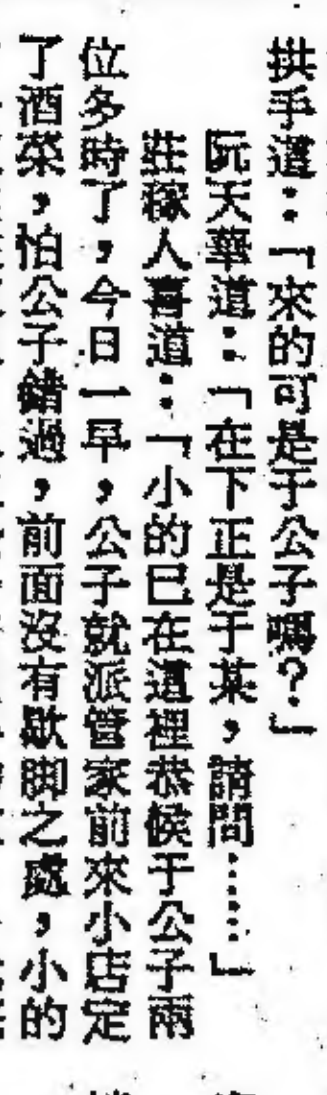 拱手道：「來的可是于公子嗎？」
阮天華道：「在下正是于某，請問……」
莊稼人喜道：「小的已在這裡恭候于公子兩
位多時了，今日一早，公子就派管家前來小店定
了酒菜，怕公子錯過，前面沒有歇脚之處，小的